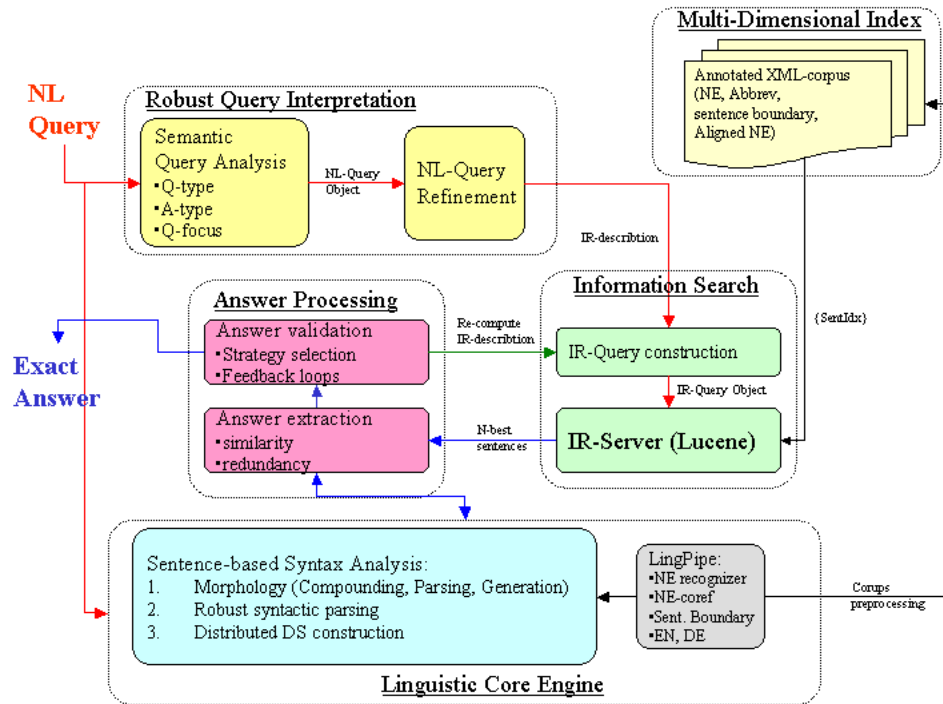 Multi-Dimensional Index
Annotated XML-corpus
(NE, Abbrev,
sentence boundary,
Aligned NE)
NL
Query
Robust Query Interpretation
Semantic
Query Analysis
▪Q-type
▪A-type
▪Q-focus
NL-Query
Object
NL-Query
Refinement
IR-describtion
{SentIdx}
Answer Processing
Answer validation
▪Strategy selection
▪Feedback loops
Re-compute
IR-describtion
Information Search
IR-Query construction
IR-Query Object
Exact
Answer
Answer extraction
▪similarity
▪redundancy
N-best
sentences
IR-Server (Lucene)
Sentence-based Syntax Analysis:
1. Morphology (Compounding, Parsing, Generation)
2. Robust syntactic parsing
3. Distributed DS construction
LingPipe:
▪NE recognizer
▪NE-coref
▪Sent. Boundary
▪EN, DE
Corups
preprocessing
Linguistic Core Engine